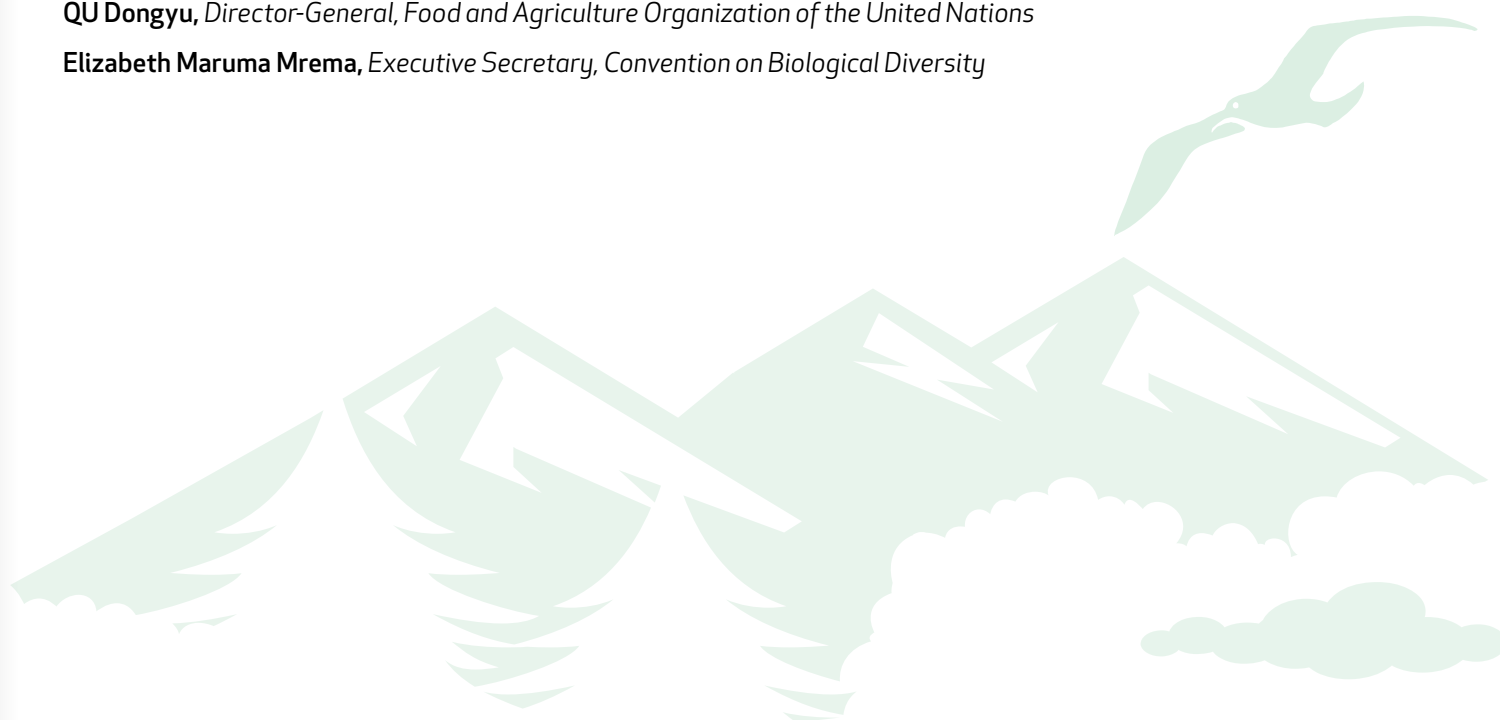 QU Dongyu, Director-General, Food and Agriculture Organization of the United Nations
Elizabeth Maruma Mrema, Executive Secretary, Convention on Biological Diversity